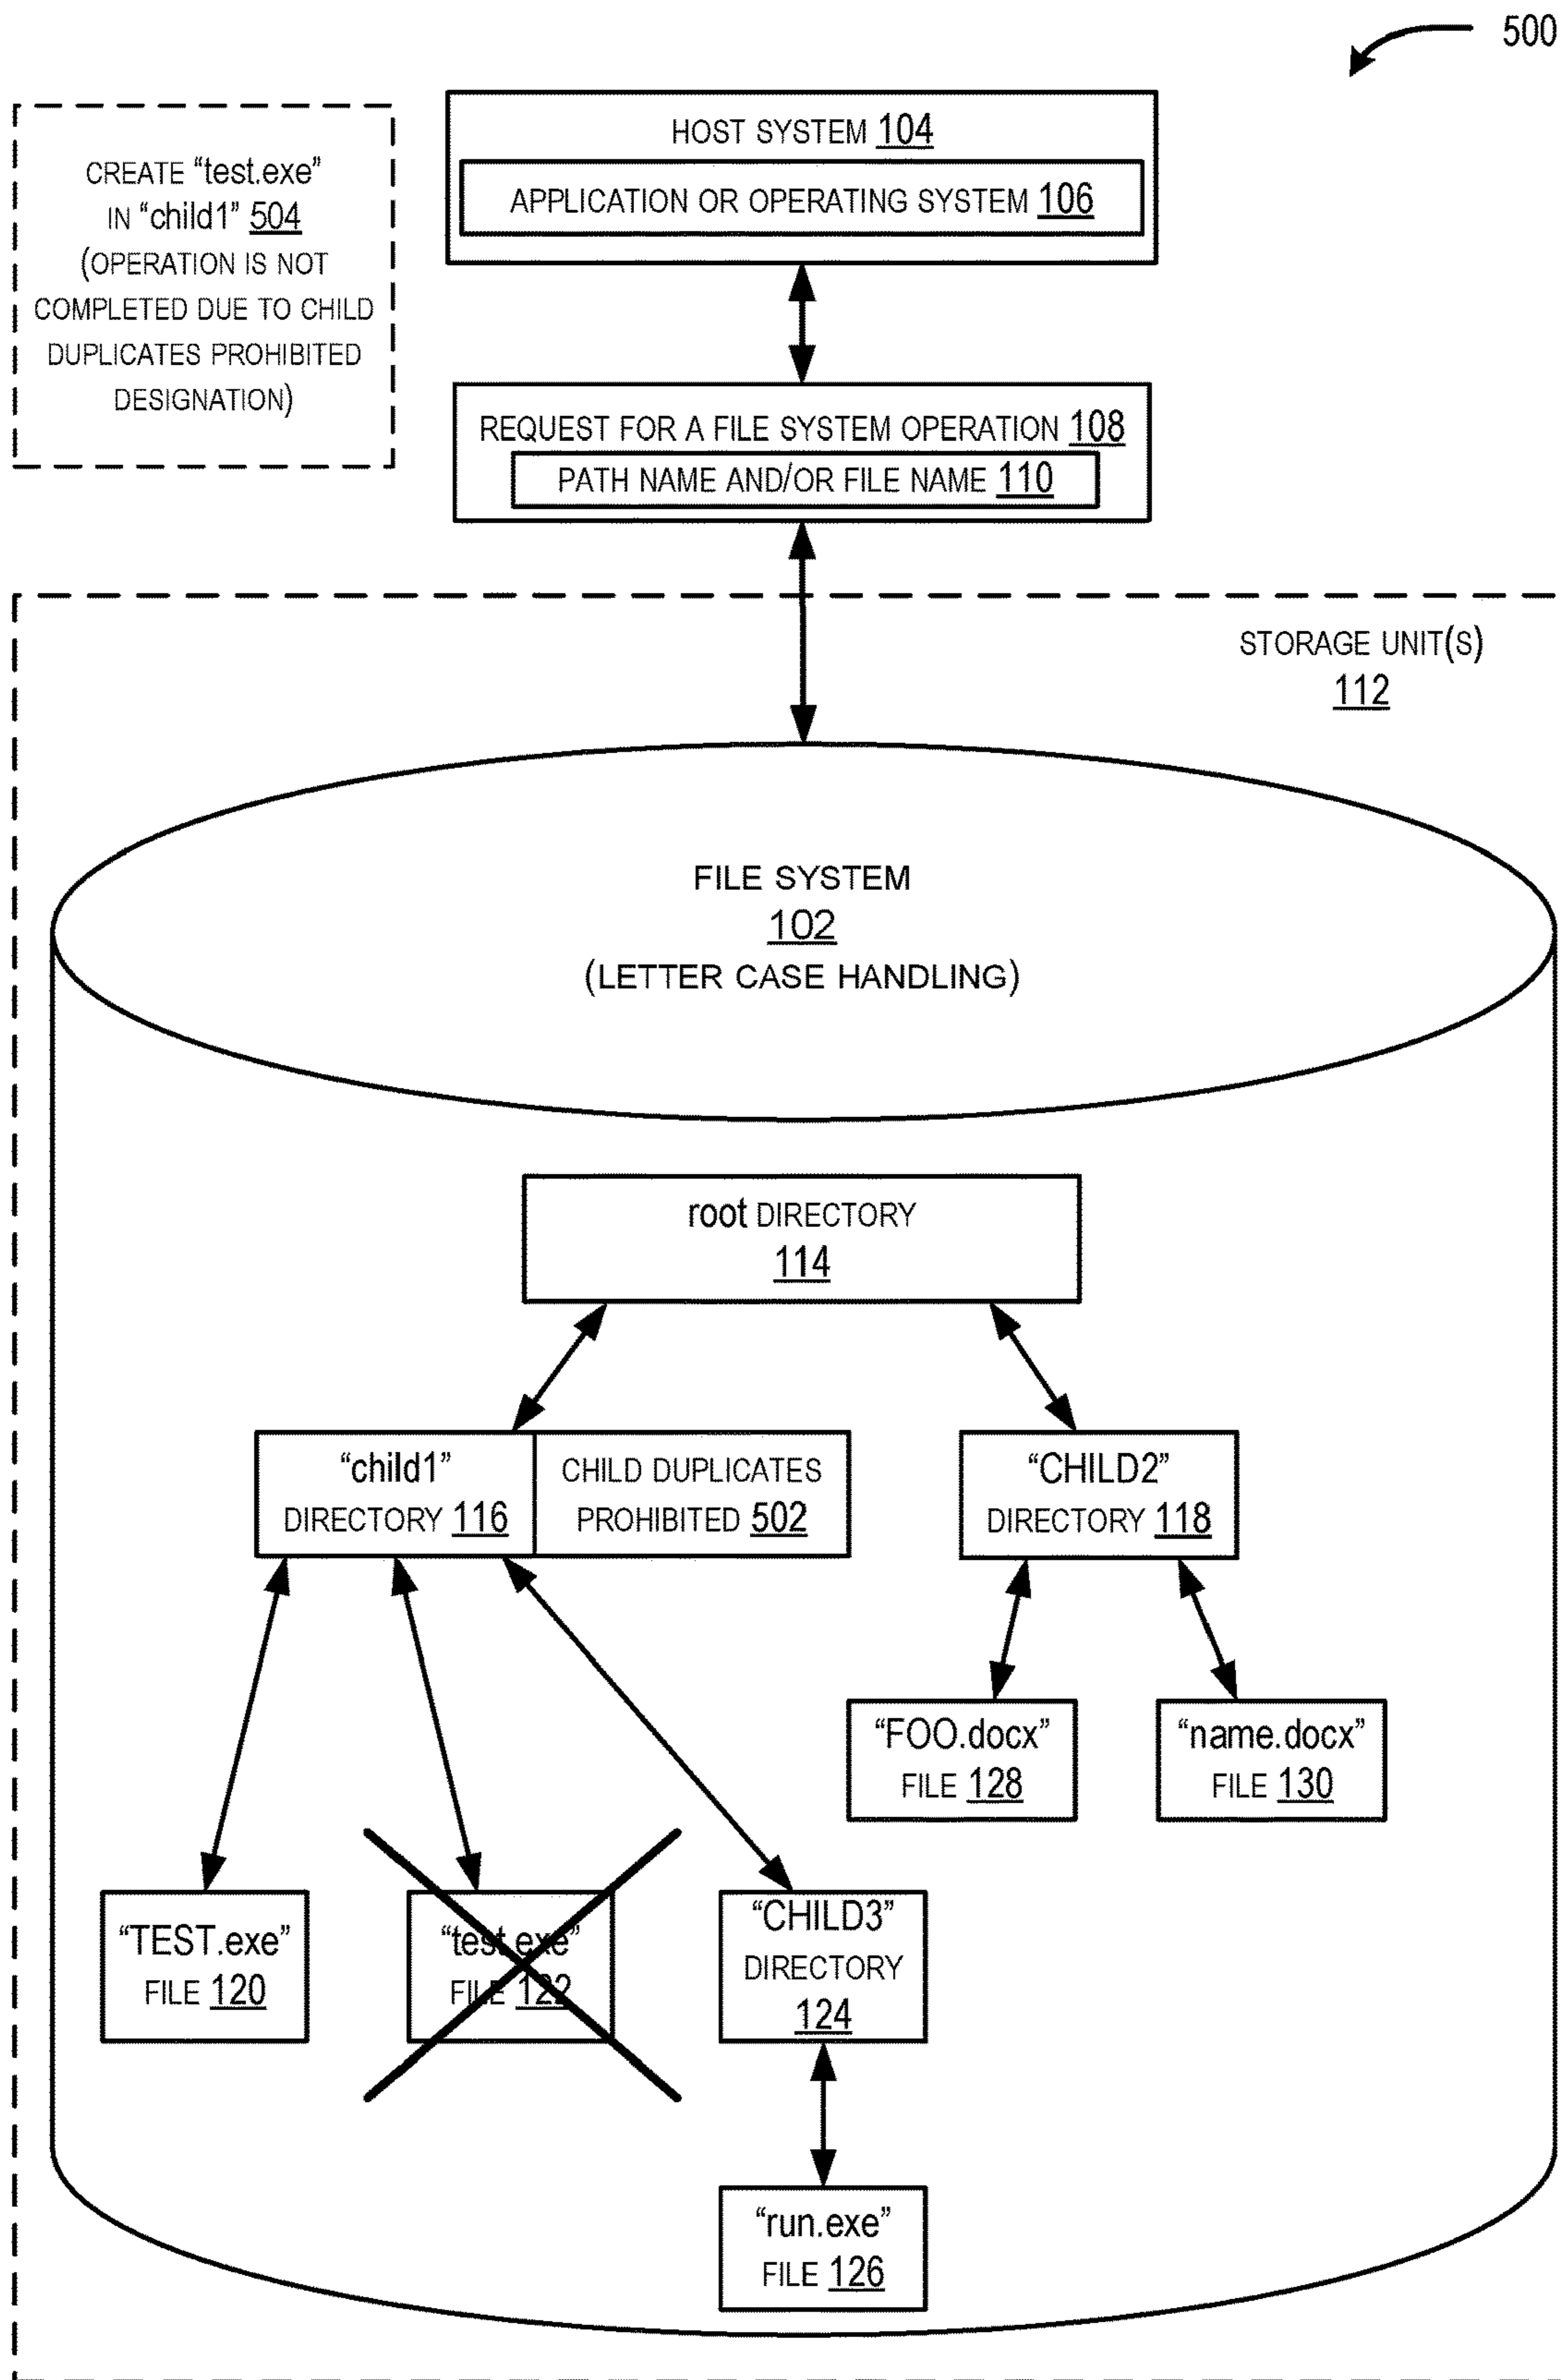 500
CREATE “test.exe”
IN “child1” 504
(OPERATION IS NOT
COMPLETED DUE TO CHILD
DUPLICATES PROHIBITED
DESIGNATION)
HOST SYSTEM 104
APPLICATION OR OPERATING SYSTEM 106
REQUEST FOR A FILE SYSTEM OPERATION 108
PATH NAME AND/OR FILE NAME 110
STORAGE UNIT(S)
112
FILE SYSTEM
102
(LETTER CASE HANDLING)
root DIRECTORY
114
“child1”
DIRECTORY 116
CHILD DUPLICATES
PROHIBITED 502
“CHILD2”
DIRECTORY 118
“FOO.docx”
FILE 128
“name.docx”
FILE 130
“TEST.exe”
FILE 120
“test.exe”
FILE 122
“CHILD3”
DIRECTORY
124
“run.exe”
FILE 126